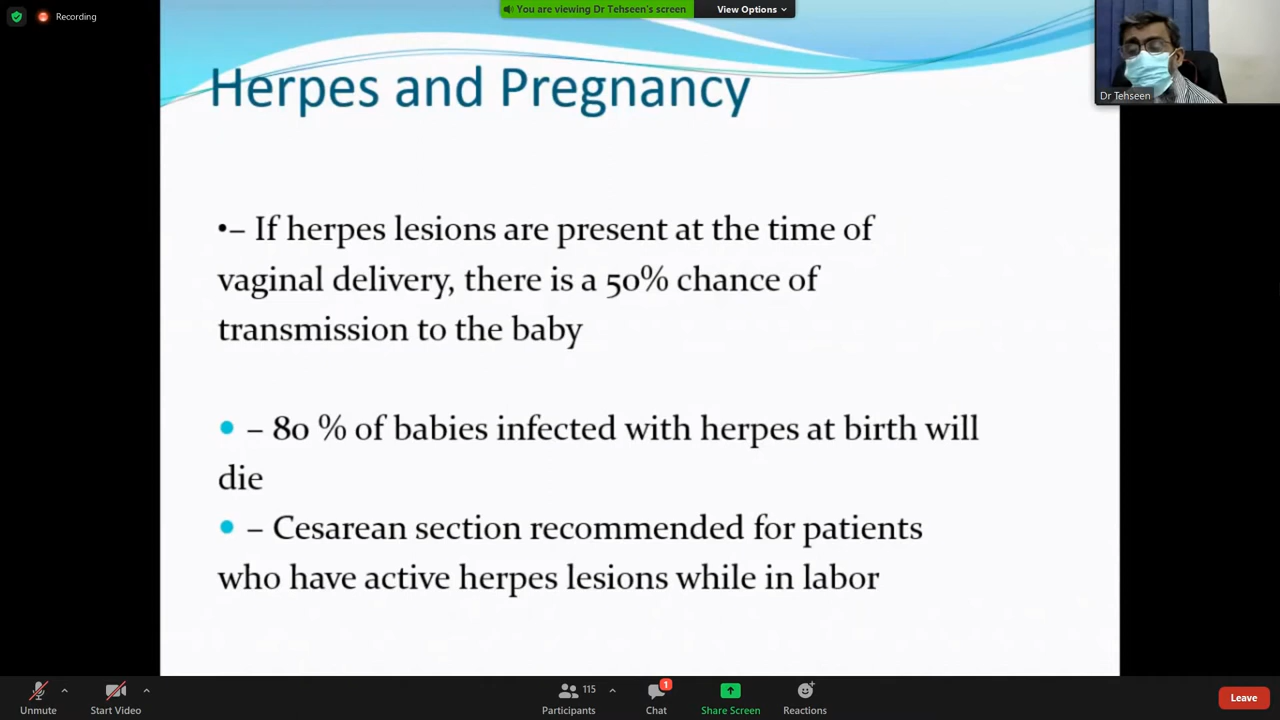 Recording
You are viewing Dr Tehseen's screen
View Options
Dr Tehseen
Herpes and Pregnancy
•– If herpes lesions are present at the time of
vaginal delivery, there is a 50% chance of
transmission to the baby
• – 80 % of babies infected with herpes at birth will
die
• – Cesarean section recommended for patients
who have active herpes lesions while in labor
Unmute
Start Video
115
Participants
1
Chat
Share Screen
Reactions
Leave